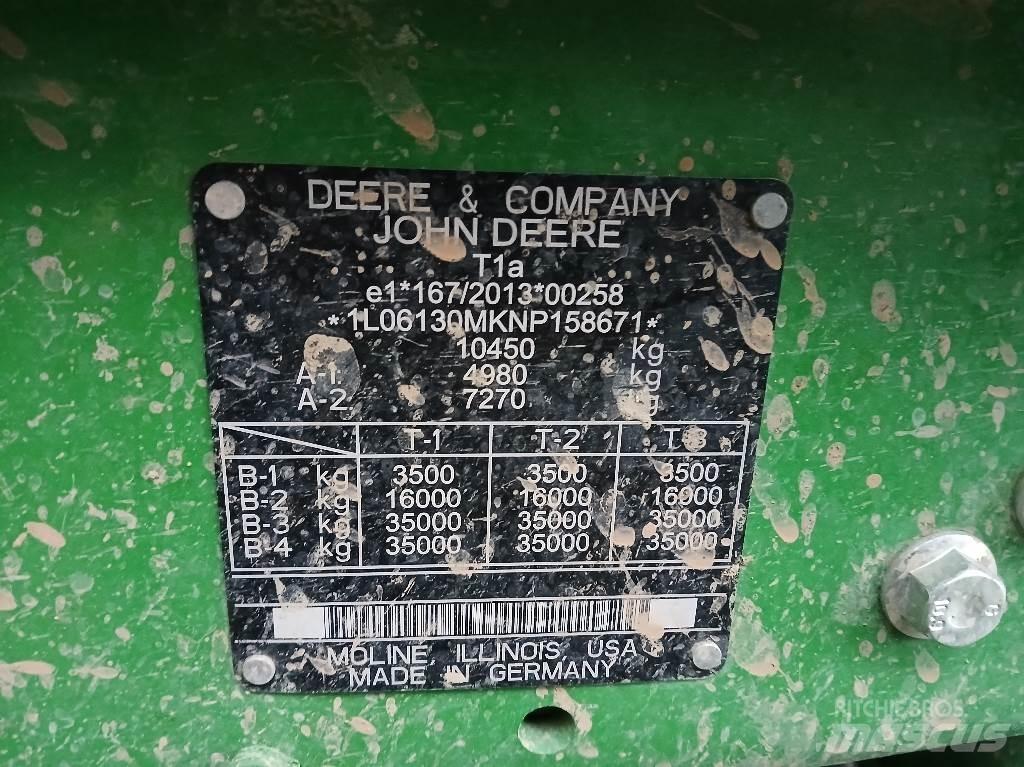 DEERE & COMPANY
JOHN DEERE
T1a
e1*167/2013*00258
*1L06130MKNP158671*
10450 kg
A-1 4980 kg
A-2 7270 kg
T-1 T-2 T-3
B-1 kg 3500 3500 3500
B-2 kg 16000 16000 16000
B-3 kg 35000 35000 35000
B-4 kg 35000 35000 35000
MOLINE ILLINOIS USA
MADE IN GERMANY
RITCHIE BROS
MASCUS